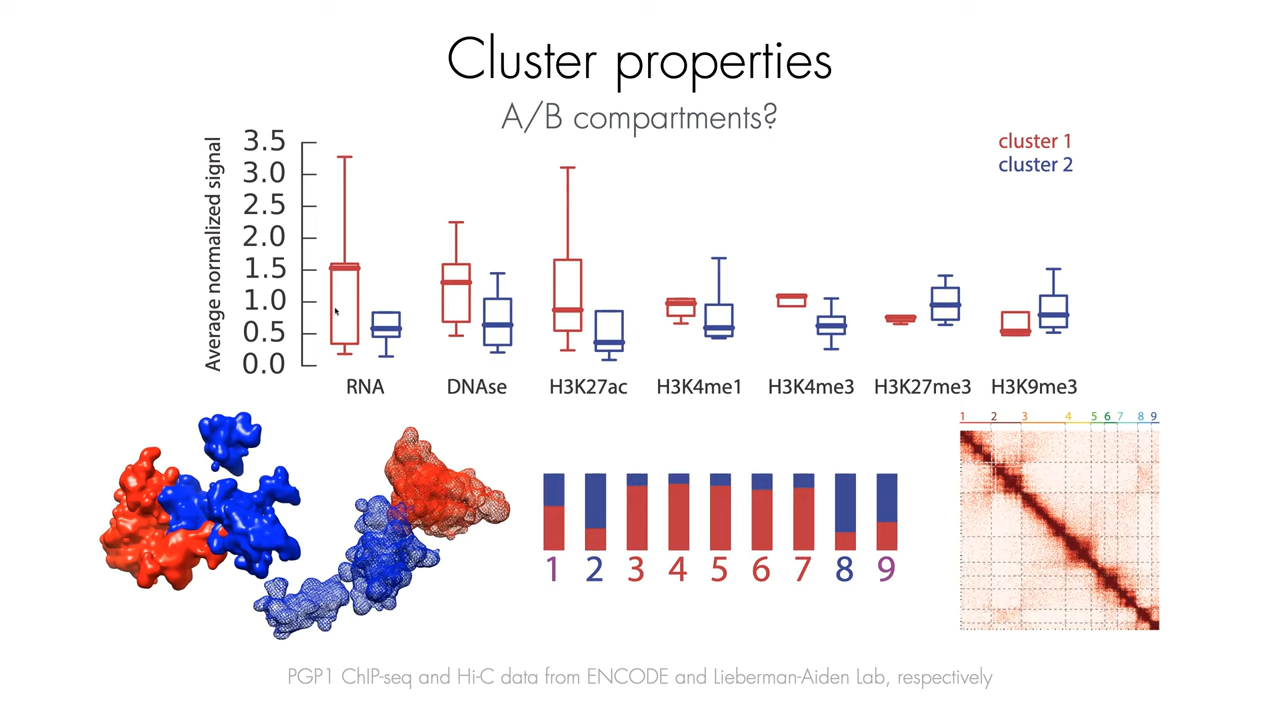 Cluster properties
A/B compartments?
cluster 1
cluster 2
Average normalized signal
3.5
3.0
2.5
2.0
1.5
1.0
0.5
0.0
RNA DNAse H3K27ac H3K4me1 H3K4me3 H3K27me3 H3K9me3
1 2 3 4 5 6 7 8 9
1 2 3 4 5 6 7 8 9
PGP1 ChIP-seq and Hi-C data from ENCODE and Lieberman-Aiden Lab, respectively